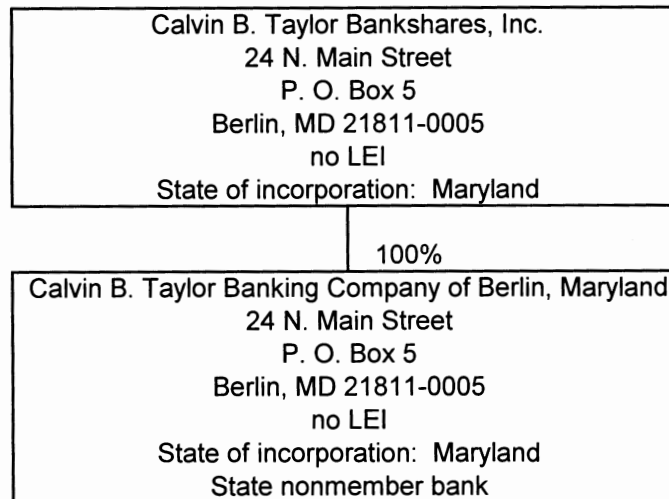 Calvin B. Taylor Bankshares, Inc.
24 N. Main Street
P. O. Box 5
Berlin, MD 21811-0005
no LEI
State of incorporation: Maryland
100%
Calvin B. Taylor Banking Company of Berlin, Maryland
24 N. Main Street
P. O. Box 5
Berlin, MD 21811-0005
no LEI
State of incorporation: Maryland
State nonmember bank